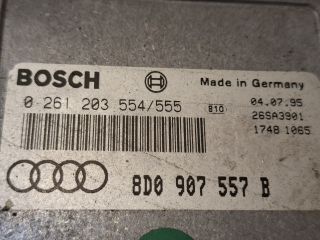 BOSCH Made in Germany
0 261 203 554/555 810 04.07.95
26SA3901
1748 1065
8D0 907 557 B